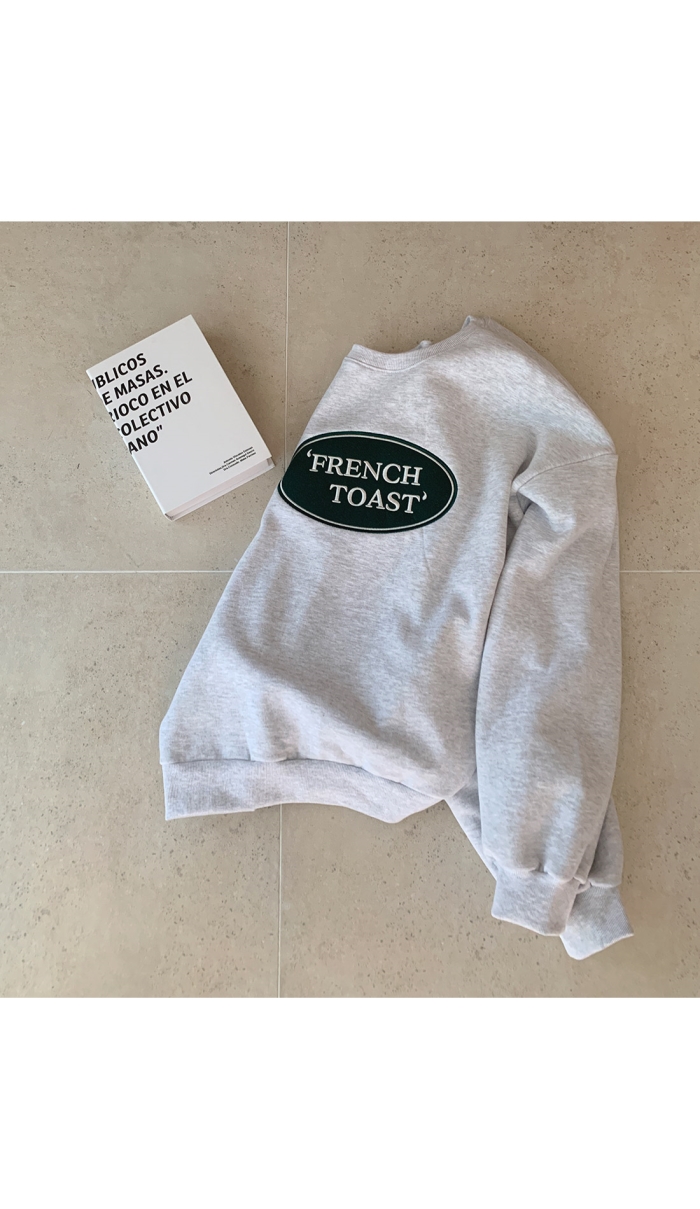 BLICOS
E MASAS.
IOCO EN EL
OLECTIVO
ANO"
‘FRENCH
TOAST’